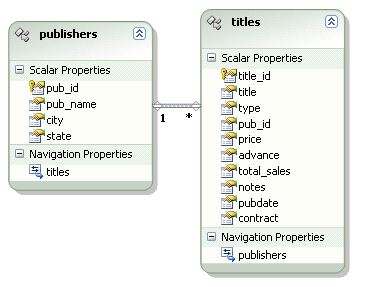 publishers
Scalar Properties
pub_id
pub_name
city
state
Navigation Properties
titles
1
*
titles
Scalar Properties
title_id
title
type
pub_id
price
advance
total_sales
notes
pubdate
contract
Navigation Properties
publishers